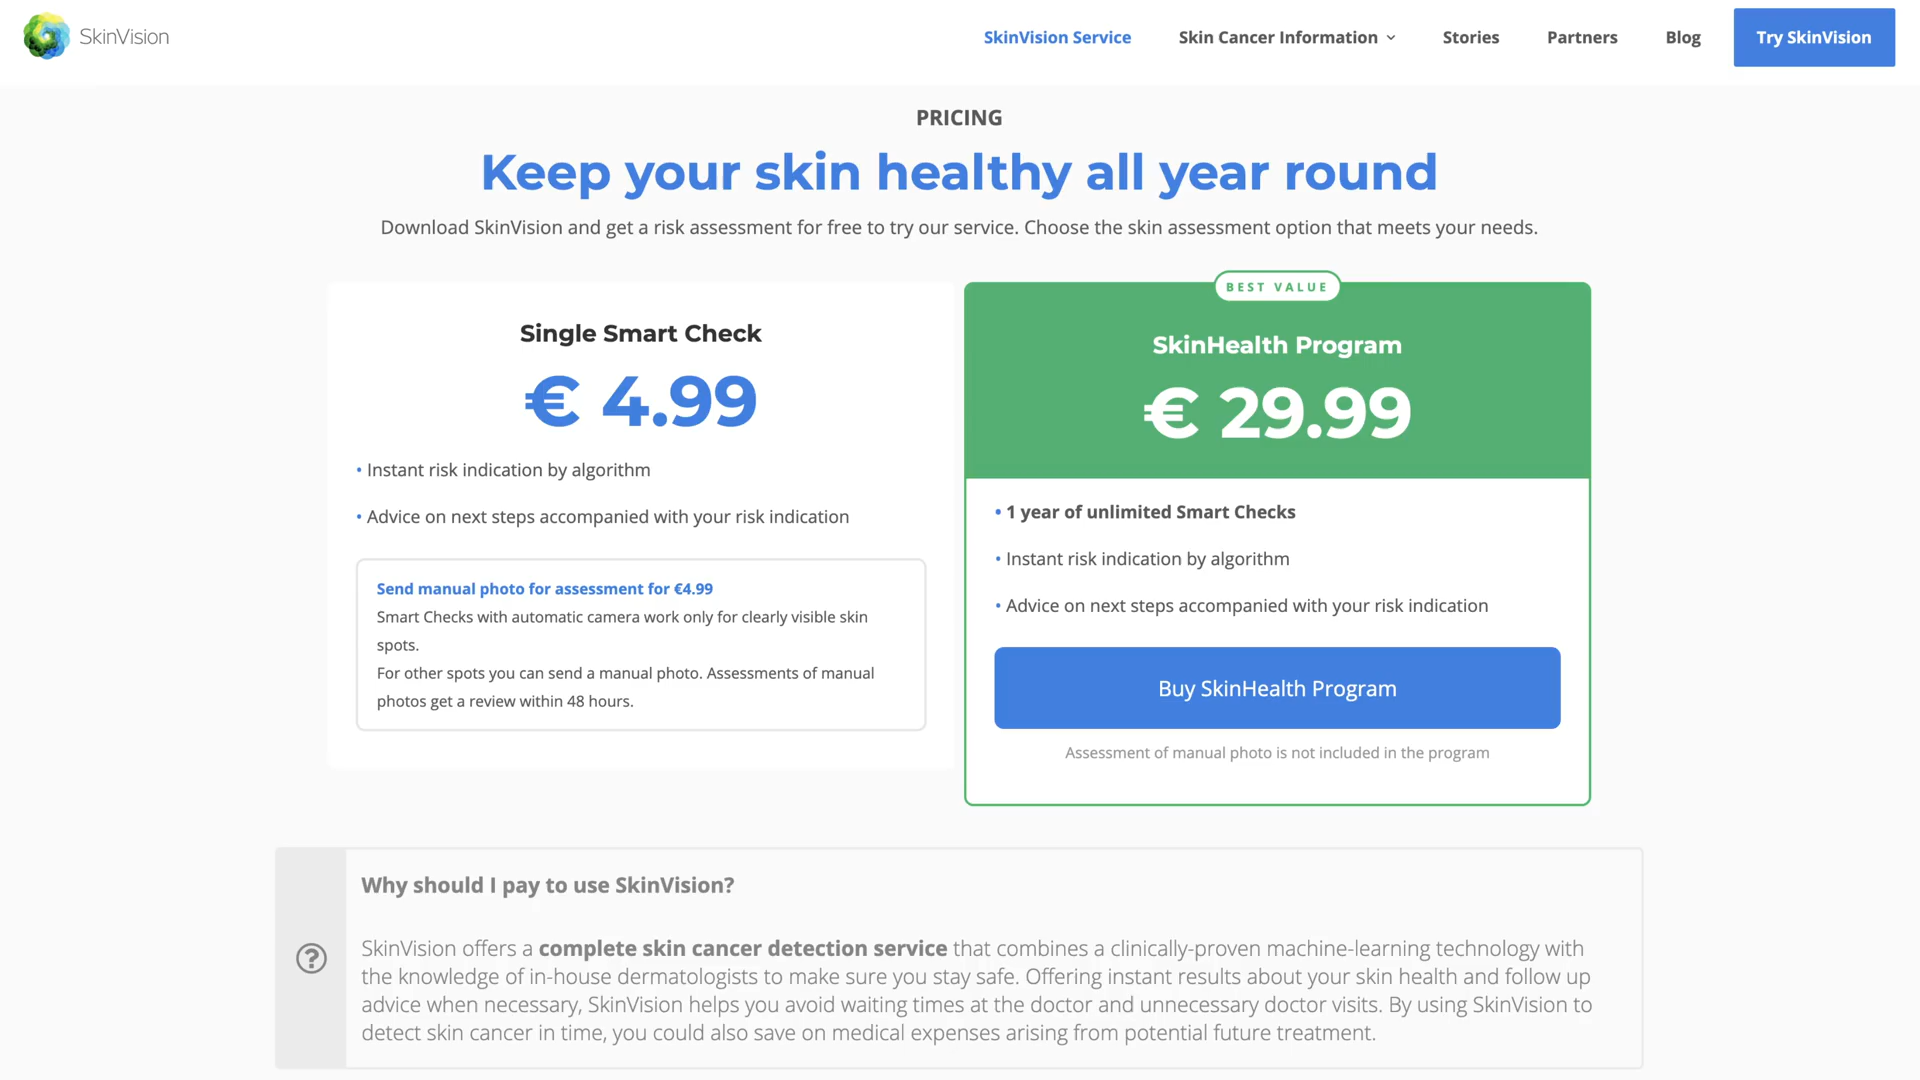 SkinVision
SkinVision Service
Skin Cancer Information
Stories
Partners
Blog
Try SkinVision
PRICING
Keep your skin healthy all year round
Download SkinVision and get a risk assessment for free to try our service. Choose the skin assessment option that meets your needs.
Single Smart Check
€ 4.99
• Instant risk indication by algorithm
• Advice on next steps accompanied with your risk indication
Send manual photo for assessment for €4.99
Smart Checks with automatic camera work only for clearly visible skin
spots.
For other spots you can send a manual photo. Assessments of manual
photos get a review within 48 hours.
BEST VALUE
SkinHealth Program
€ 29.99
• 1 year of unlimited Smart Checks
• Instant risk indication by algorithm
• Advice on next steps accompanied with your risk indication
Buy SkinHealth Program
Assessment of manual photo is not included in the program
?
Why should I pay to use SkinVision?
SkinVision offers a complete skin cancer detection service that combines a clinically-proven machine-learning technology with
the knowledge of in-house dermatologists to make sure you stay safe. Offering instant results about your skin health and follow up
advice when necessary, SkinVision helps you avoid waiting times at the doctor and unnecessary doctor visits. By using SkinVision to
detect skin cancer in time, you could also save on medical expenses arising from potential future treatment.